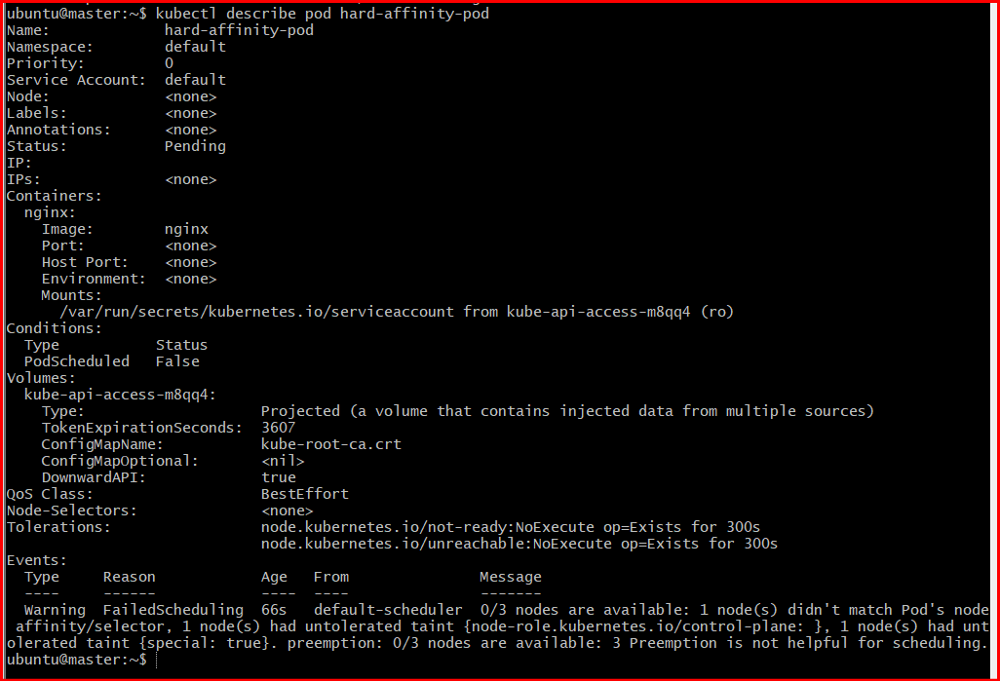 ubuntu@master:~$ kubectl describe pod hard-affinity-pod
Name:             hard-affinity-pod
Namespace:        default
Priority:         0
Service Account:  default
Node:             <none>
Labels:           <none>
Annotations:      <none>
Status:           Pending
IP:
IPs:              <none>
Containers:
  nginx:
    Image:        nginx
    Port:         <none>
    Host Port:    <none>
    Environment:  <none>
    Mounts:
      /var/run/secrets/kubernetes.io/serviceaccount from kube-api-access-m8qq4 (ro)
Conditions:
  Type           Status
  PodScheduled   False
Volumes:
  kube-api-access-m8qq4:
    Type:                    Projected (a volume that contains injected data from multiple sources)
    TokenExpirationSeconds:  3607
    ConfigMapName:           kube-root-ca.crt
    ConfigMapOptional:       <nil>
    DownwardAPI:             true
QoS Class:                   BestEffort
Node-Selectors:              <none>
Tolerations:                 node.kubernetes.io/not-ready:NoExecute op=Exists for 300s
                             node.kubernetes.io/unreachable:NoExecute op=Exists for 300s
Events:
  Type     Reason            Age   From               Message
  ----     ------            ----  ----               -------
  Warning  FailedScheduling  66s   default-scheduler  0/3 nodes are available: 1 node(s) didn't match Pod's node
 affinity/selector, 1 node(s) had untolerated taint {node-role.kubernetes.io/control-plane: }, 1 node(s) had unt
olerated taint {special: true}. preemption: 0/3 nodes are available: 3 Preemption is not helpful for scheduling.
ubuntu@master:~$